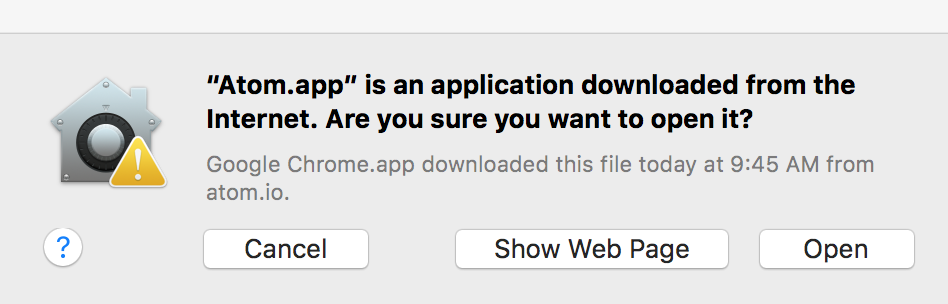 “Atom.app” is an application downloaded from the
Internet. Are you sure you want to open it?
Google Chrome.app downloaded this file today at 9:45 AM from
atom.io.
?
Cancel
Show Web Page
Open